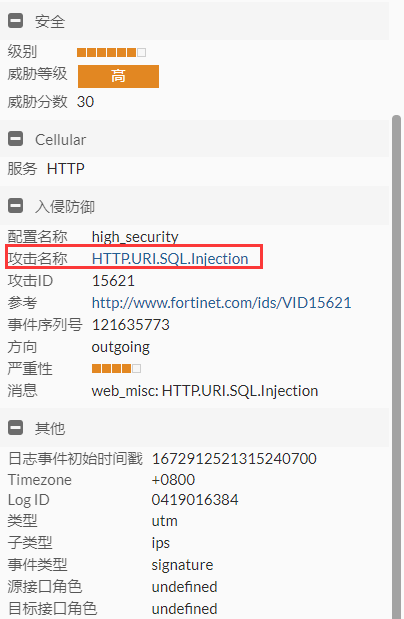 安全
级别
威胁等级 高
威胁分数 30
Cellular
服务 HTTP
入侵防御
配置名称 high_security
攻击名称 HTTP.URI.SQL.Injection
攻击ID 15621
参考 http://www.fortinet.com/ids/VID15621
事件序列号 121635773
方向 outgoing
严重性
消息 web_misc: HTTP.URI.SQL.Injection
其他
日志事件初始时间戳 1672912521315240700
Timezone +0800
Log ID 0419016384
类型 utm
子类型 ips
事件类型 signature
源接口角色 undefined
目标接口角色 undefined